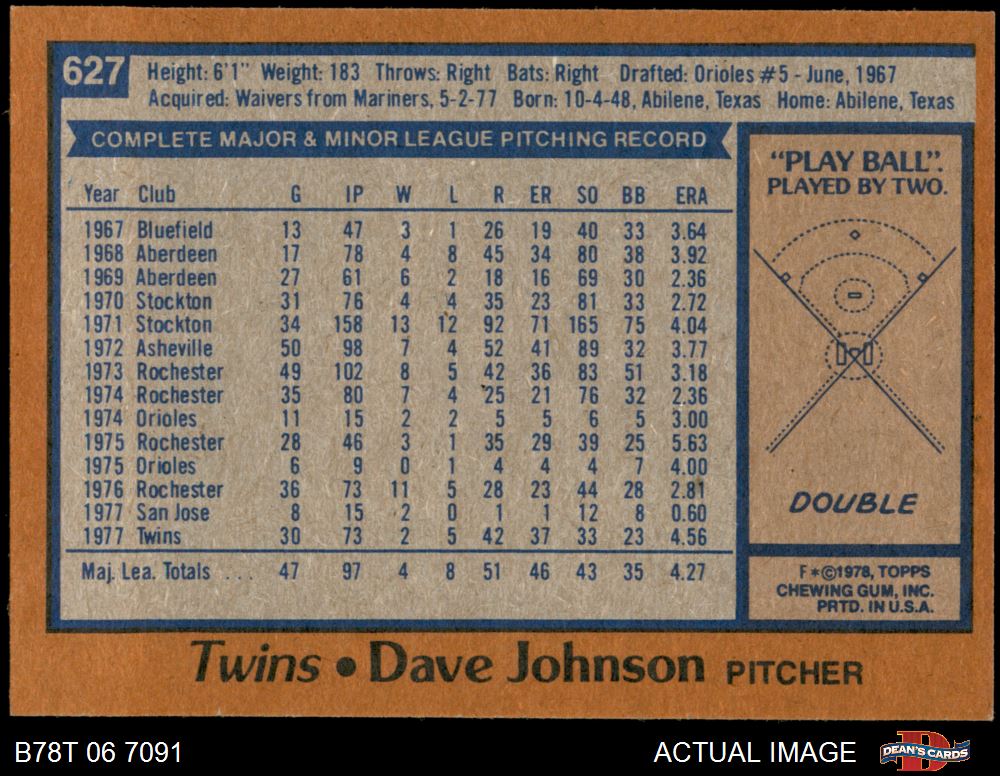 627
Height: 6'1" Weight: 183 Throws: Right Bats: Right Drafted: Orioles #5 - June, 1967
Acquired: Waivers from Mariners, 5-2-77 Born: 10-4-48, Abilene, Texas Home: Abilene, Texas
COMPLETE MAJOR & MINOR LEAGUE PITCHING RECORD
Year Club G IP W L R ER SO BB ERA
1967 Bluefield 13 47 3 1 26 19 40 33 3.64
1968 Aberdeen 17 78 4 8 45 34 80 38 3.92
1969 Aberdeen 27 61 6 2 18 16 69 30 2.36
1970 Stockton 31 76 4 4 35 23 81 33 2.72
1971 Stockton 34 158 13 12 92 71 165 75 4.04
1972 Asheville 50 98 7 4 52 41 89 32 3.77
1973 Rochester 49 102 8 5 42 36 83 51 3.18
1974 Rochester 35 80 7 4 25 21 76 32 2.36
1974 Orioles 11 15 2 2 5 5 6 5 3.00
1975 Rochester 28 46 3 1 35 29 39 25 5.63
1975 Orioles 6 9 0 1 4 4 4 7 4.00
1976 Rochester 36 73 11 5 28 23 44 28 2.81
1977 San Jose 8 15 2 0 1 1 12 8 0.60
1977 Twins 30 73 2 5 42 37 33 23 4.56
Maj. Lea. Totals . . . 47 97 4 8 51 46 43 35 4.27
"PLAY BALL".
PLAYED BY TWO.
DOUBLE
F*©1978, TOPPS
CHEWING GUM, INC.
PRTD. IN U.S.A.
Twins • Dave Johnson PITCHER
B78T 06 7091
ACTUAL IMAGE
DEAN'S CARDS